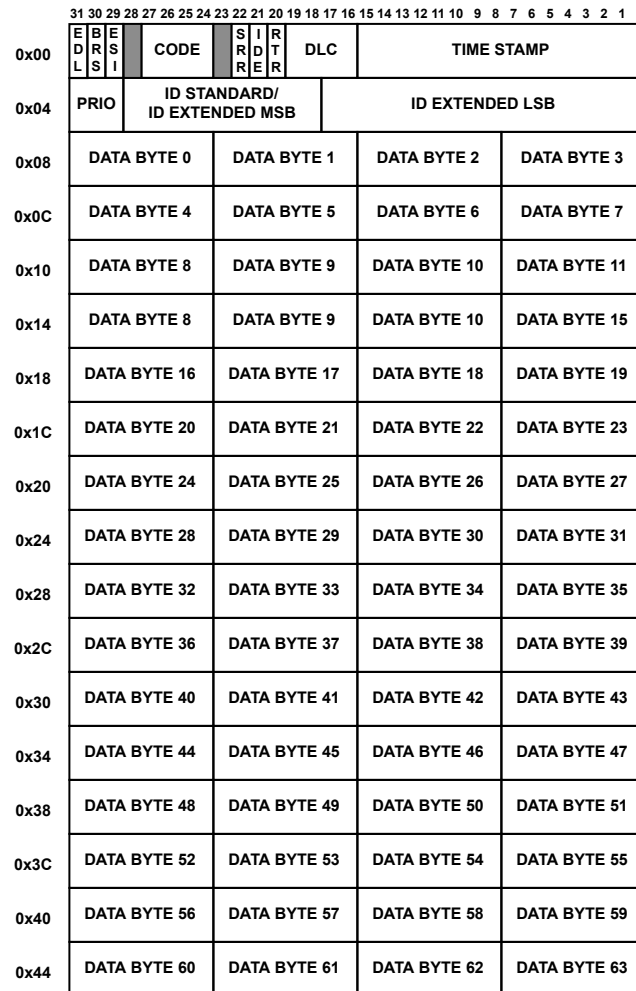 31 30 29 28 27 26 25 24 23 22 21 20 19 18 17 16 15 14 13 12 11 10 9 8 7 6 5 4 3 2 1
0x00 EDL BRS ESI CODE SRR IDE RTR DLC TIME STAMP
0x04 PRIO ID STANDARD/ ID EXTENDED LSB
ID EXTENDED MSB
0x08 DATA BYTE 0 DATA BYTE 1 DATA BYTE 2 DATA BYTE 3
0x0C DATA BYTE 4 DATA BYTE 5 DATA BYTE 6 DATA BYTE 7
0x10 DATA BYTE 8 DATA BYTE 9 DATA BYTE 10 DATA BYTE 11
0x14 DATA BYTE 8 DATA BYTE 9 DATA BYTE 10 DATA BYTE 15
0x18 DATA BYTE 16 DATA BYTE 17 DATA BYTE 18 DATA BYTE 19
0x1C DATA BYTE 20 DATA BYTE 21 DATA BYTE 22 DATA BYTE 23
0x20 DATA BYTE 24 DATA BYTE 25 DATA BYTE 26 DATA BYTE 27
0x24 DATA BYTE 28 DATA BYTE 29 DATA BYTE 30 DATA BYTE 31
0x28 DATA BYTE 32 DATA BYTE 33 DATA BYTE 34 DATA BYTE 35
0x2C DATA BYTE 36 DATA BYTE 37 DATA BYTE 38 DATA BYTE 39
0x30 DATA BYTE 40 DATA BYTE 41 DATA BYTE 42 DATA BYTE 43
0x34 DATA BYTE 44 DATA BYTE 45 DATA BYTE 46 DATA BYTE 47
0x38 DATA BYTE 48 DATA BYTE 49 DATA BYTE 50 DATA BYTE 51
0x3C DATA BYTE 52 DATA BYTE 53 DATA BYTE 54 DATA BYTE 55
0x40 DATA BYTE 56 DATA BYTE 57 DATA BYTE 58 DATA BYTE 59
0x44 DATA BYTE 60 DATA BYTE 61 DATA BYTE 62 DATA BYTE 63